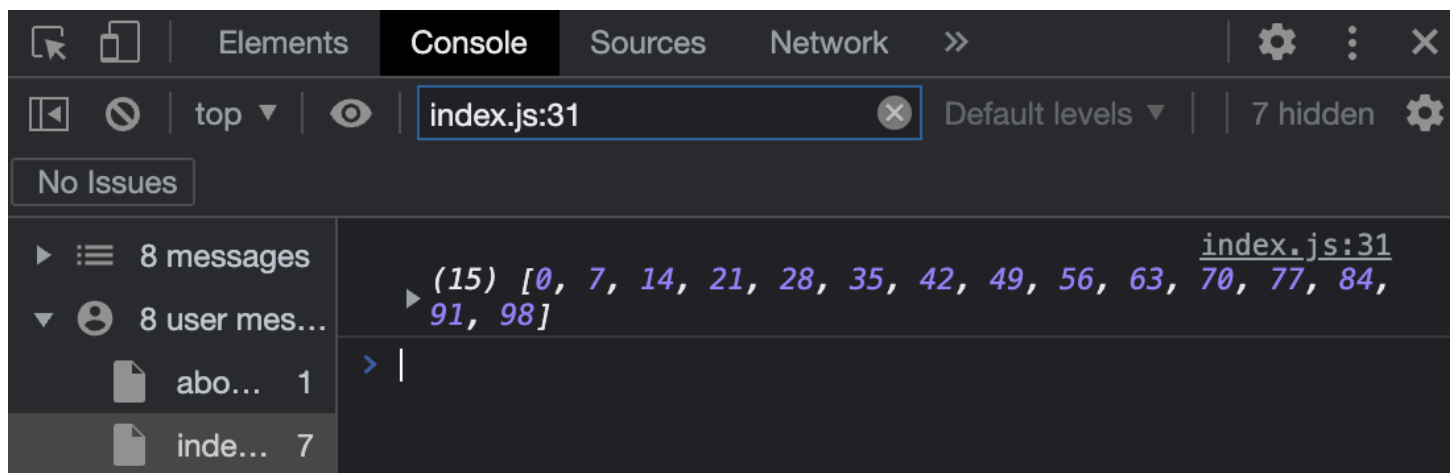 Elements Console Sources Network »
top ▼ index.js:31 Default levels ▼ 7 hidden
No Issues
8 messages
index.js:31
(15) [0, 7, 14, 21, 28, 35, 42, 49, 56, 63, 70, 77, 84,
8 user mes...
91, 98]
>
abo... 1
inde... 7